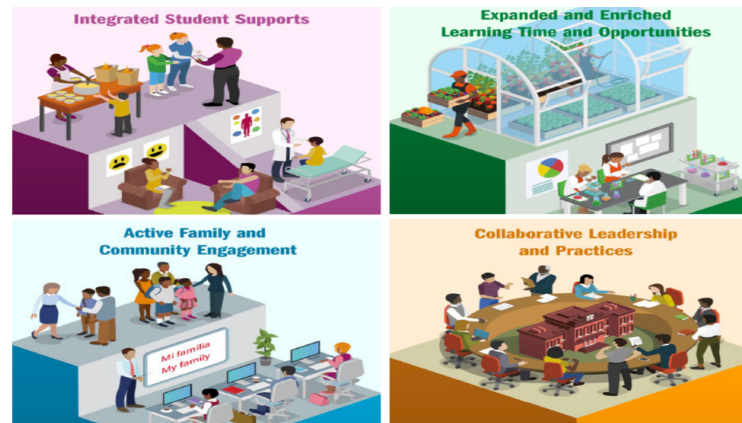 Integrated Student Supports
Expanded and Enriched
Learning Time and Opportunities
Active Family and
Community Engagement
Mi familia
My family
Collaborative Leadership
and Practices